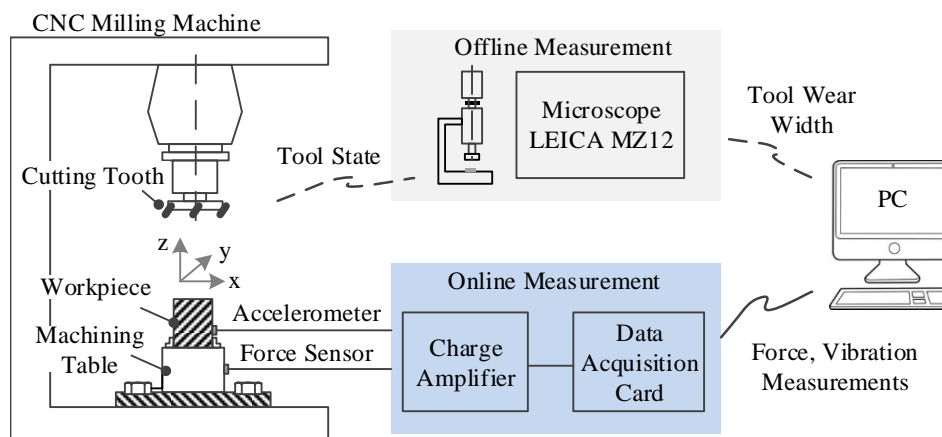 CNC Milling Machine
Cutting Tooth
Tool State
Offline Measurement
Microscope
LEICA MZ12
Tool Wear
Width
PC
z
y
x
Workpiece
Machining
Table
Accelerometer
Force Sensor
Online Measurement
Charge
Amplifier
Data
Acquisition
Card
Force, Vibration
Measurements